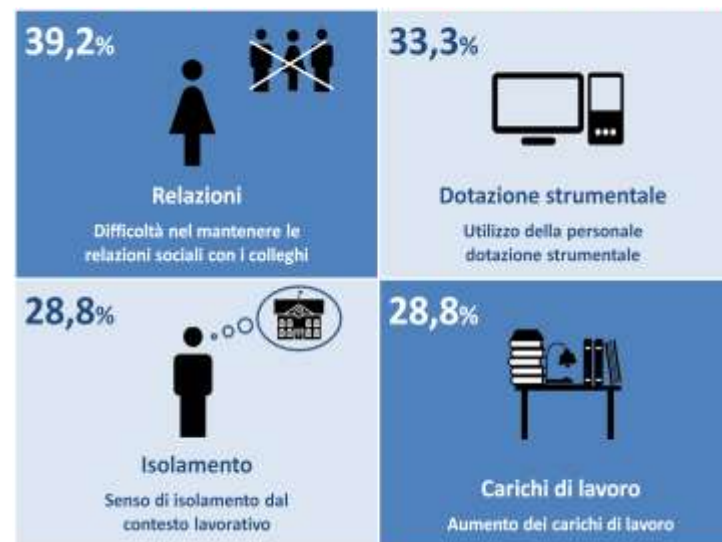 39,2%
Relazioni
Difficoltà nel mantenere le
relazioni sociali con i colleghi
33,3%
Dotazione strumentale
Utilizzo della personale
dotazione strumentale
28,8%
Isolamento
Senso di isolamento dal
contesto lavorativo
28,8%
Carichi di lavoro
Aumento dei carichi di lavoro